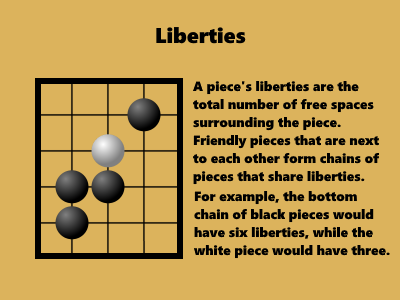 Liberties
A piece's liberties are the
total number of free spaces
surrounding the piece.
Friendly pieces that are next
to each other form chains of
pieces that share liberties.
For example, the bottom
chain of black pieces would
have six liberties, while the
white piece would have three.